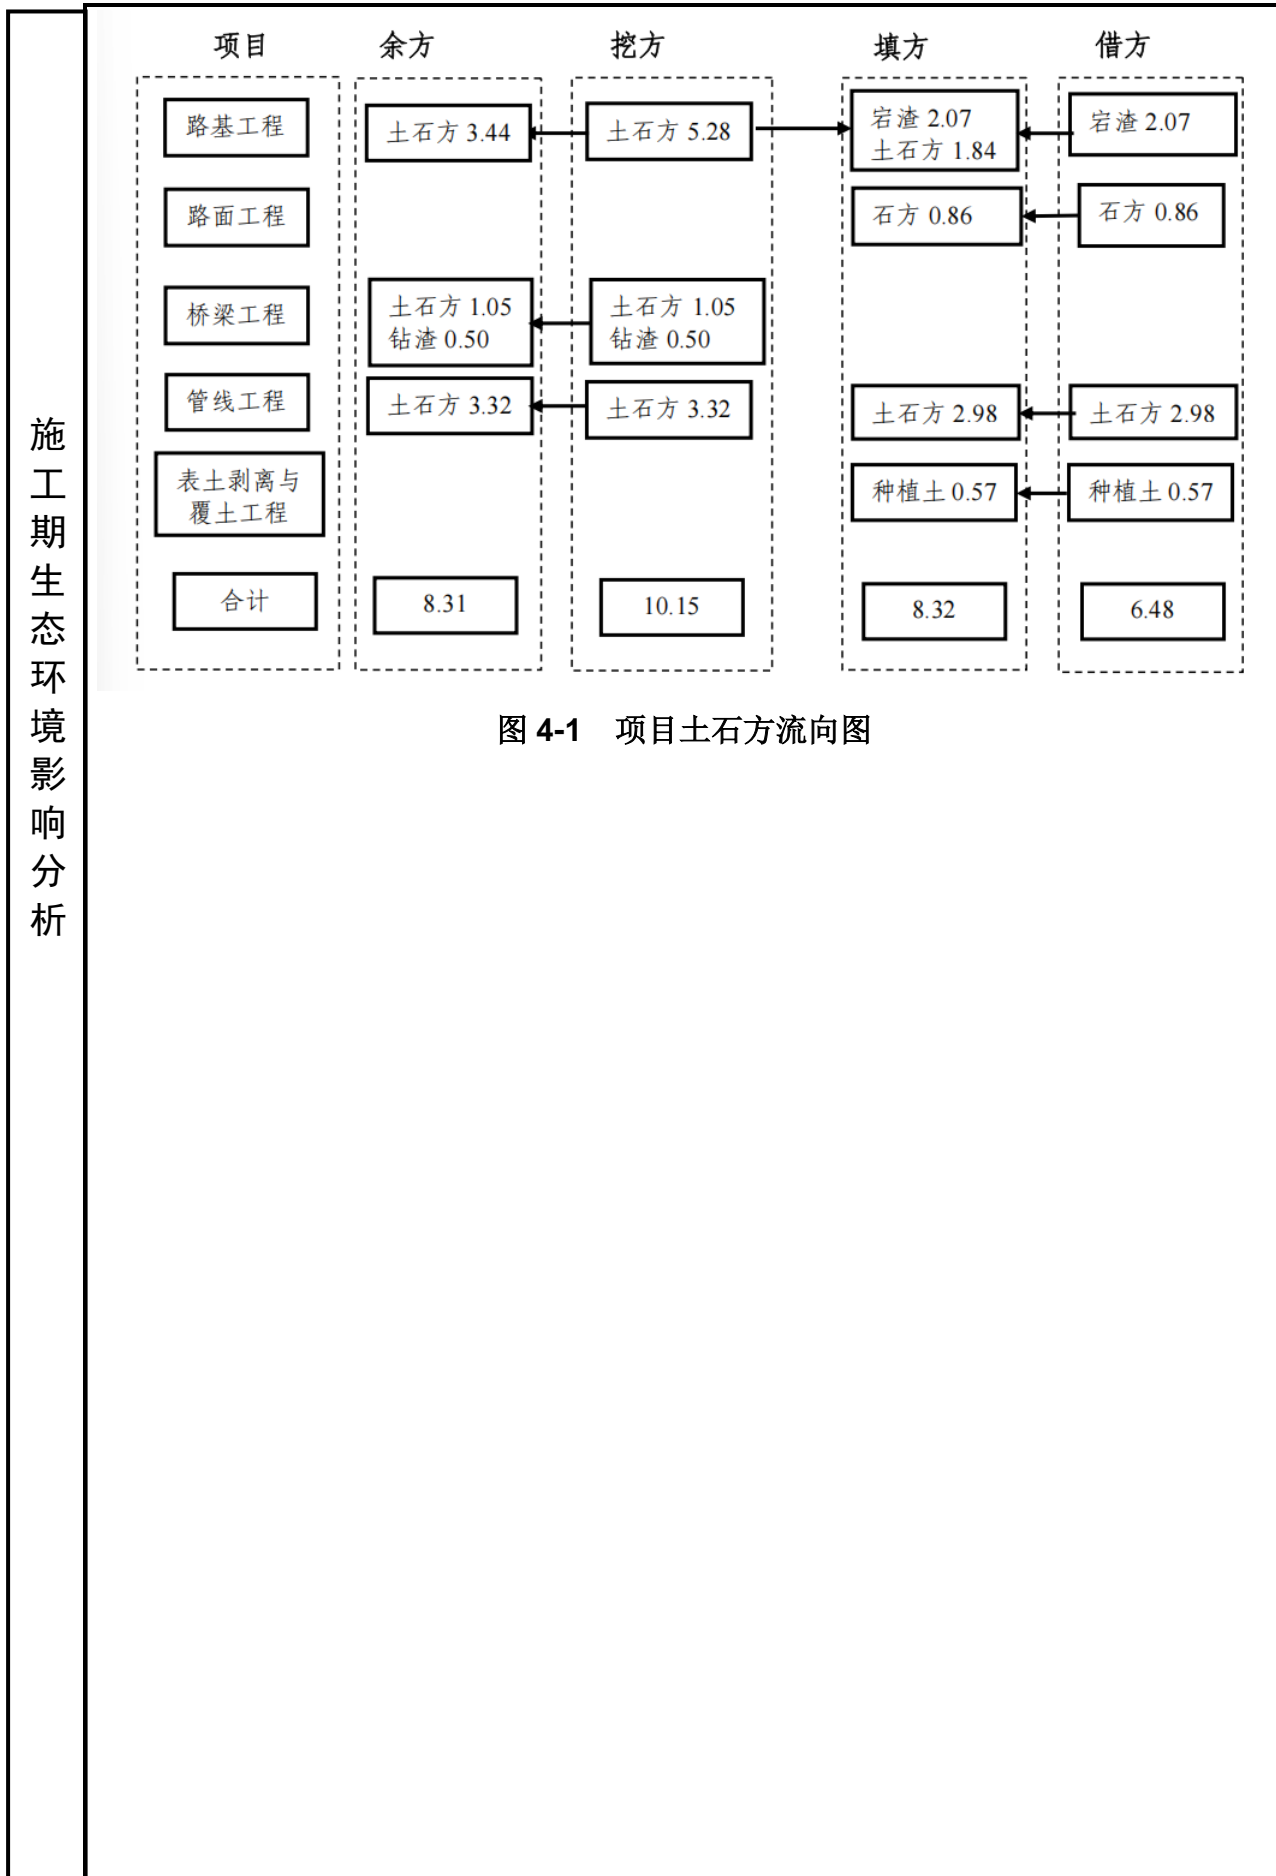 施
工
期
生
态
环
境
影
响
分
析
项目 余方 挖方 填方 借方
路基工程
土石方 3.44
土石方 5.28
宕渣 2.07
土石方 1.84
宕渣 2.07
路面工程
石方 0.86
石方 0.86
桥梁工程
土石方 1.05
钻渣 0.50
土石方 1.05
钻渣 0.50
管线工程
土石方 3.32
土石方 3.32
土石方 2.98
土石方 2.98
表土剥离与
覆土工程
种植土 0.57
种植土 0.57
合计
8.31
10.15
8.32
6.48
图 4-1 项目土石方流向图